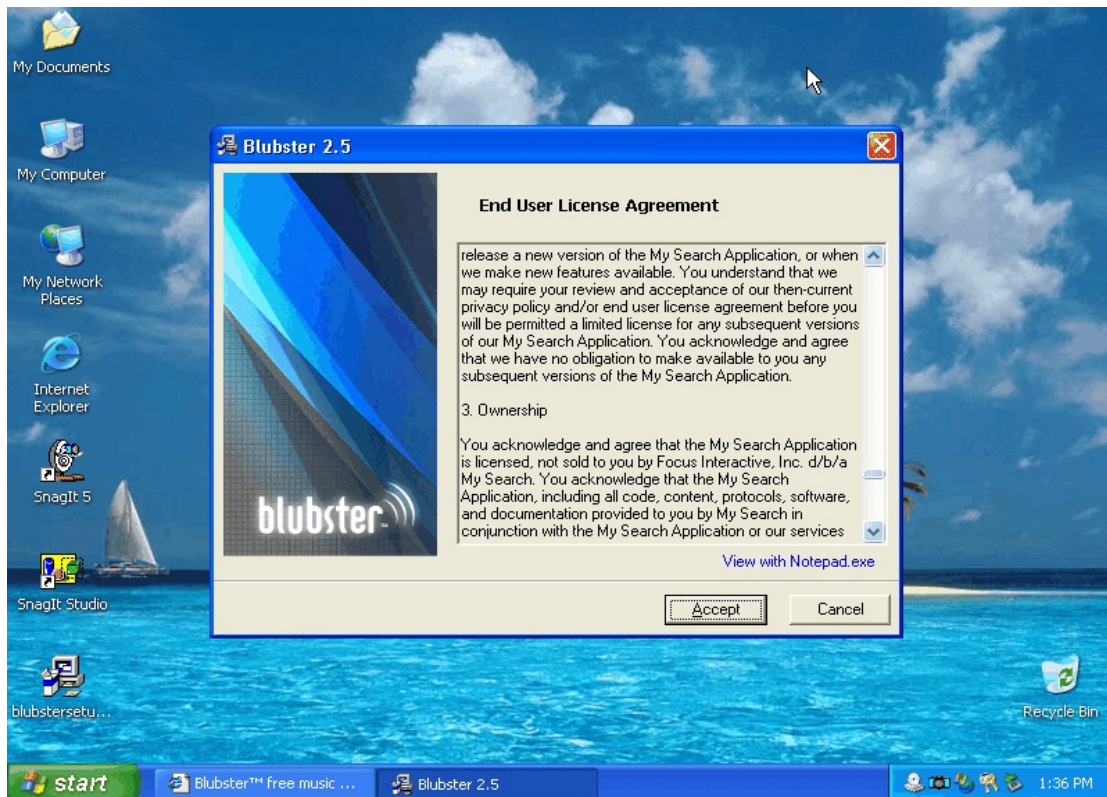 My Documents
My Computer
My Network
Places
Internet
Explorer
SnagIt 5
SnagIt Studio
blubstersetu...
Blubster 2.5
End User License Agreement
release a new version of the My Search Application, or when
we make new features available. You understand that we
may require your review and acceptance of our then-current
privacy policy and/or end user license agreement before you
will be permitted a limited license for any subsequent versions
of our My Search Application. You acknowledge and agree
that we have no obligation to make available to you any
subsequent versions of the My Search Application.
3. Ownership
You acknowledge and agree that the My Search Application
is licensed, not sold to you by Focus Interactive, Inc. d/b/a
My Search. You acknowledge that the My Search
Application, including all code, content, protocols, software,
and documentation provided to you by My Search in
conjunction with the My Search Application or our services
blubster
View with Notepad.exe
Accept
Cancel
Recycle Bin
start
Blubster™ free music ...
Blubster 2.5
1:36 PM